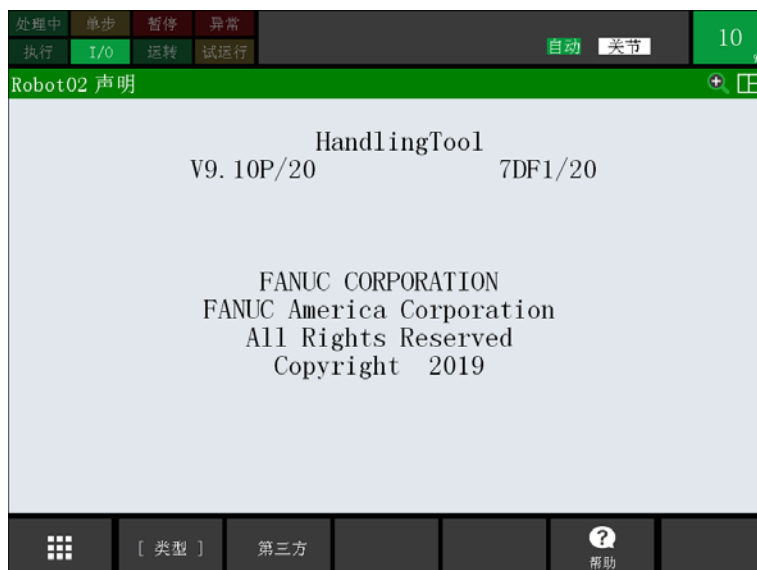 处理中 单步 暂停 异常
执行 I/O 运转 试运行
自动 关节 10
Robot02 声明
HandlingTool
V9.10P/20 7DF1/20
FANUC CORPORATION
FANUC America Corporation
All Rights Reserved
Copyright 2019
[ 类型 ] 第三方 帮助